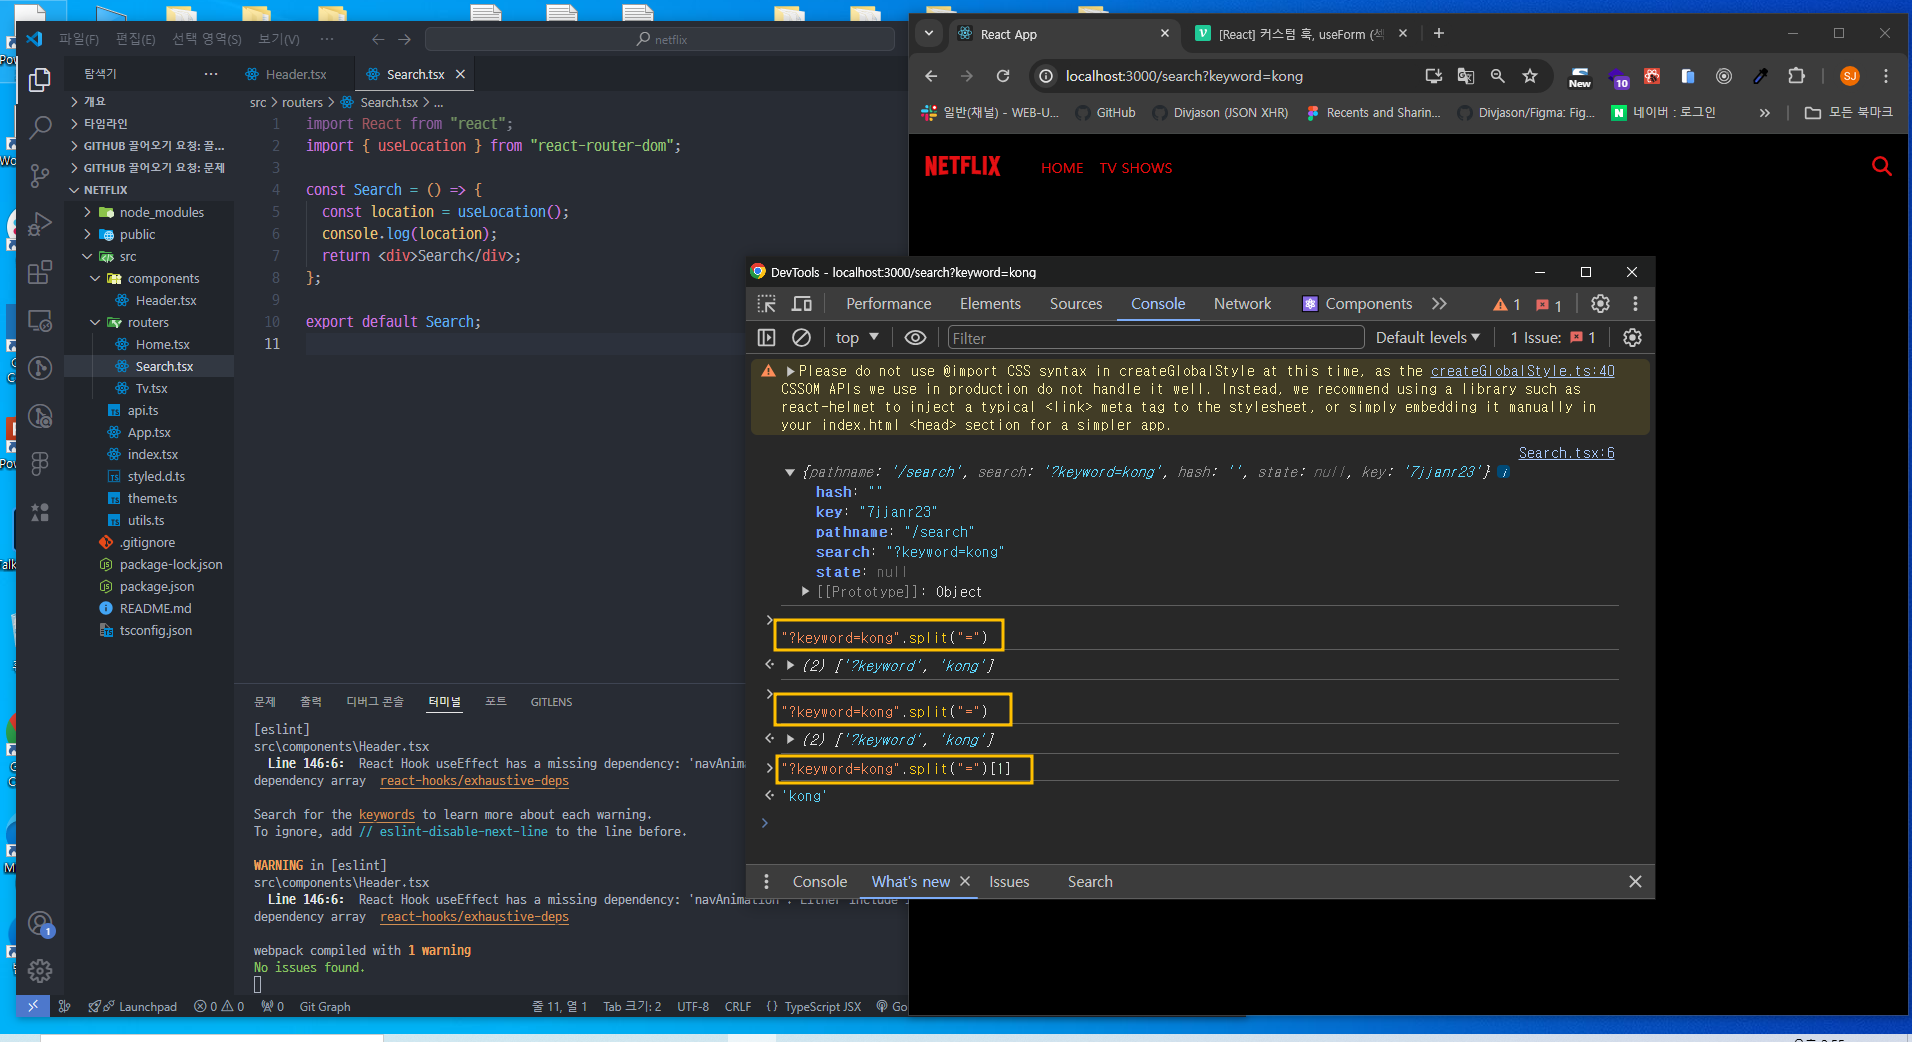 파일(F) 편집(E) 선택 영역(S) 보기(V) ···
netflix
탐색기
개요
타임라인
GITHUB 끌어오기 요청: 끌...
GITHUB 끌어오기 요청: 문제
NETFLIX
node_modules
public
src
components
Header.tsx
routers
Home.tsx
Search.tsx
Tv.tsx
api.ts
App.tsx
index.tsx
styled.d.ts
theme.ts
utils.ts
.gitignore
package-lock.json
package.json
README.md
tsconfig.json
Header.tsx Search.tsx
src > routers > Search.tsx > ...
1 import React from "react";
2 import { useLocation } from "react-router-dom";
3
4 const Search = () => {
5 const location = useLocation();
6 console.log(location);
7 return <div>Search</div>;
8 };
9
10 export default Search;
11
문제 출력 디버그 콘솔 터미널 포트 GITLENS
[eslint]
src\components\Header.tsx
Line 146:6: React Hook useEffect has a missing dependency: 'navAnima
dependency array react-hooks/exhaustive-deps
Search for the keywords to learn more about each warning.
To ignore, add // eslint-disable-next-line to the line before.
WARNING in [eslint]
src\components\Header.tsx
Line 146:6: React Hook useEffect has a missing dependency: 'navAnimation'. Either include i
dependency array react-hooks/exhaustive-deps
webpack compiled with 1 warning
No issues found.
1
Launchpad 0 0 0 Git Graph 줄 11, 열 1 Tab 크기: 2 UTF-8 CRLF {} TypeScript JSX Go
React App
[React] 커스텀 훅, useForm
localhost:3000/search?keyword=kong
New 10 SJ
일반(채널) - WEB-U... GitHub Divjason (JSON XHR) Recents and Sharin... Divjason/Figma: Fig... 네이버 : 로그인 » 모든 북마크
NETFLIX HOME TV SHOWS
DevTools - localhost:3000/search?keyword=kong
Performance Elements Sources Console Network Components 1 1
top Filter Default levels 1 Issue: 1
Please do not use @import CSS syntax in createGlobalStyle at this time, as the createGlobalStyle.ts:40
CSSOM APIs we use in production do not handle it well. Instead, we recommend using a library such as
react-helmet to inject a typical <link> meta tag to the stylesheet, or simply embedding it manually in
your index.html <head> section for a simpler app.
Search.tsx:6
{pathname: '/search', search: '?keyword=kong', hash: '', state: null, key: '7jjanr23'}
hash: ""
key: "7jjanr23"
pathname: "/search"
search: "?keyword=kong"
state: null
[[Prototype]]: Object
"?keyword=kong".split("=")
(2) ['?keyword', 'kong']
"?keyword=kong".split("=")
(2) ['?keyword', 'kong']
"?keyword=kong".split("=")[1]
'kong'
Console What's new Issues Search